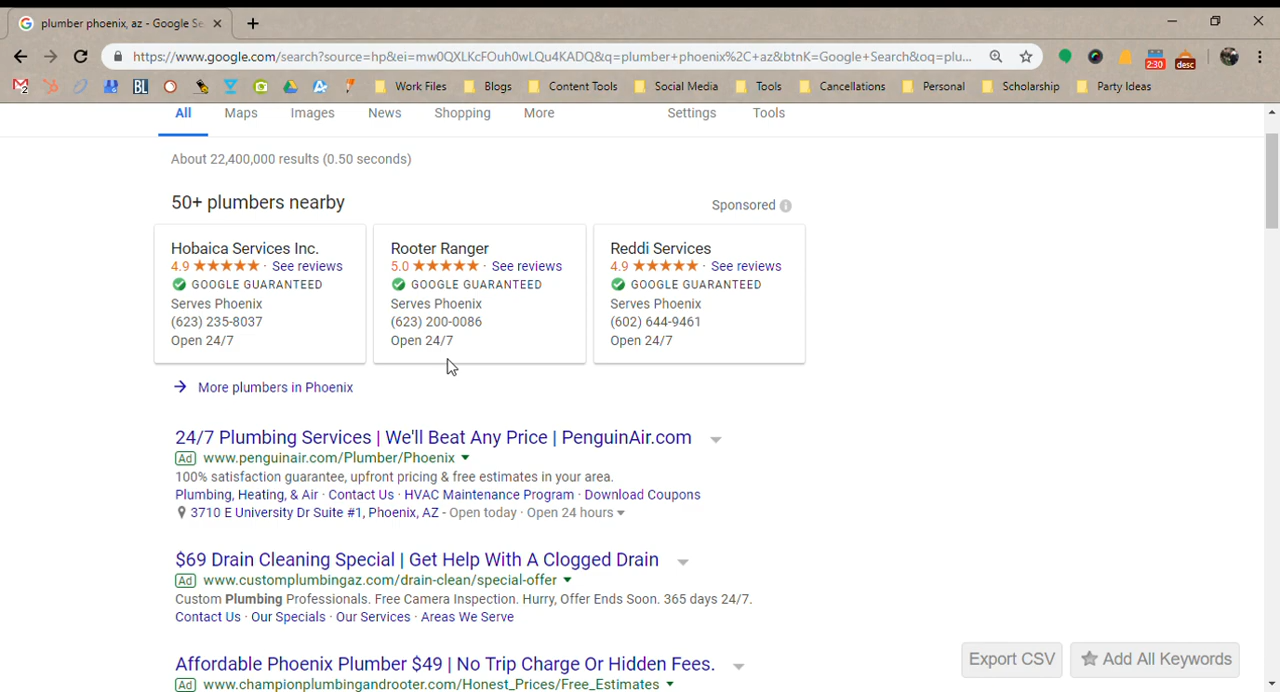 plumber phoenix, az - Google Se
https://www.google.com/search?source=hp&ei=mw0QXLKcFOuh0wLQu4KADQ&q=plumber+phoenix%2C+az&btnK=Google+Search&oq=plu...
2:30
desc
BL
Work Files
Blogs
Content Tools
Social Media
Tools
Cancellations
Personal
Scholarship
Party Ideas
All Maps Images News Shopping More Settings Tools
About 22,400,000 results (0.50 seconds)
50+ plumbers nearby
Sponsored
Hobaica Services Inc.
4.9 ★★★★★ · See reviews
GOOGLE GUARANTEED
Serves Phoenix
(623) 235-8037
Open 24/7
Rooter Ranger
5.0 ★★★★★ · See reviews
GOOGLE GUARANTEED
Serves Phoenix
(623) 200-0086
Open 24/7
Reddi Services
4.9 ★★★★★ · See reviews
GOOGLE GUARANTEED
Serves Phoenix
(602) 644-9461
Open 24/7
More plumbers in Phoenix
24/7 Plumbing Services | We'll Beat Any Price | PenguinAir.com
Ad www.penguinair.com/Plumber/Phoenix
100% satisfaction guarantee, upfront pricing & free estimates in your area.
Plumbing, Heating, & Air · Contact Us · HVAC Maintenance Program · Download Coupons
3710 E University Dr Suite #1, Phoenix, AZ - Open today · Open 24 hours
$69 Drain Cleaning Special | Get Help With A Clogged Drain
Ad www.customplumbingaz.com/drain-clean/special-offer
Custom Plumbing Professionals. Free Camera Inspection. Hurry, Offer Ends Soon. 365 days 24/7.
Contact Us · Our Specials · Our Services · Areas We Serve
Affordable Phoenix Plumber $49 | No Trip Charge Or Hidden Fees.
Ad www.championplumbingandrooter.com/Honest_Prices/Free_Estimates
Export CSV
Add All Keywords